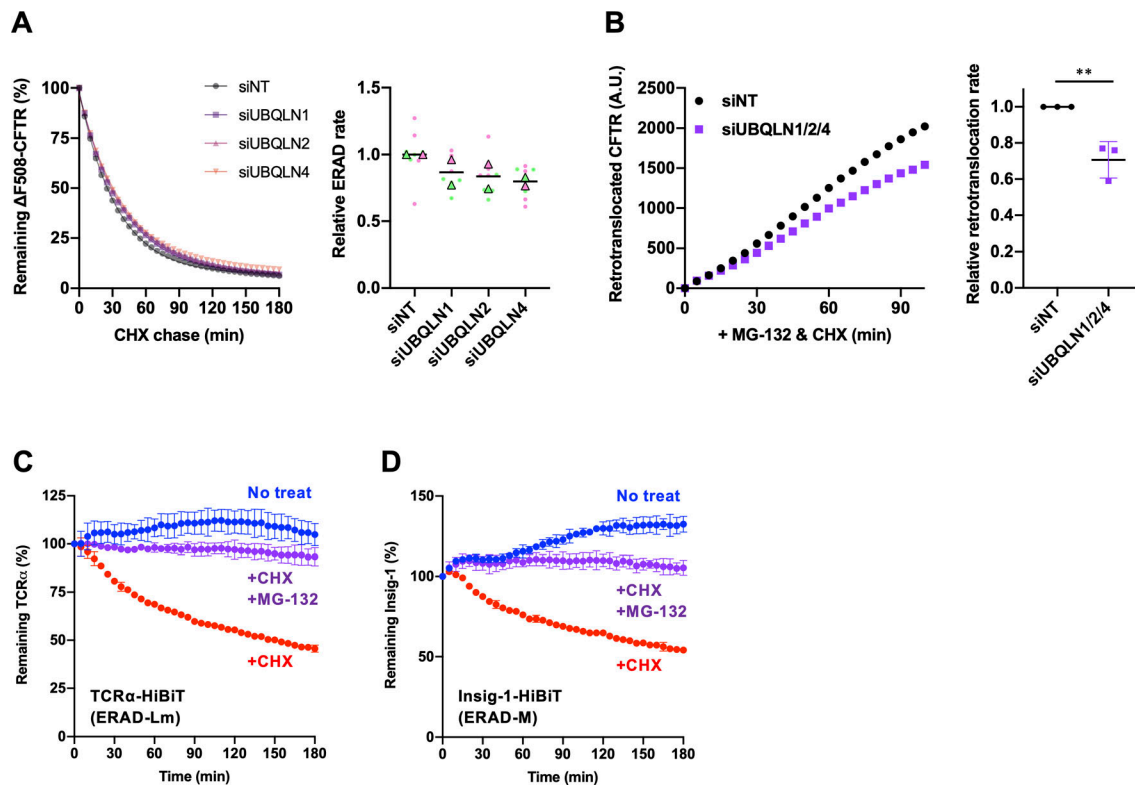 A
Remaining ΔF508-CFTR (%)
100
75
50
25
0
0 30 60 90 120 150 180
CHX chase (min)
siNT
siUBQLN1
siUBQLN2
siUBQLN4
Relative ERAD rate
1.5
1.0
0.5
0.0
siNT
siUBQLN1
siUBQLN2
siUBQLN4
B
Retrotranslocated CFTR (A.U.)
2500
2000
1500
1000
500
0
0 30 60 90
+ MG-132 & CHX (min)
siNT
siUBQLN1/2/4
Relative retrotranslocation rate
**
1.0
0.8
0.6
0.4
0.2
0
siNT
siUBQLN1/2/4
C
Remaining TCRα (%)
125
100
75
50
25
0
0 30 60 90 120 150 180
Time (min)
No treat
+CHX
+MG-132
+CHX
TCRα-HiBiT
(ERAD-Lm)
D
Remaining Insig-1 (%)
150
100
50
0
0 30 60 90 120 150 180
Time (min)
No treat
+CHX
+MG-132
+CHX
Insig-1-HiBiT
(ERAD-M)